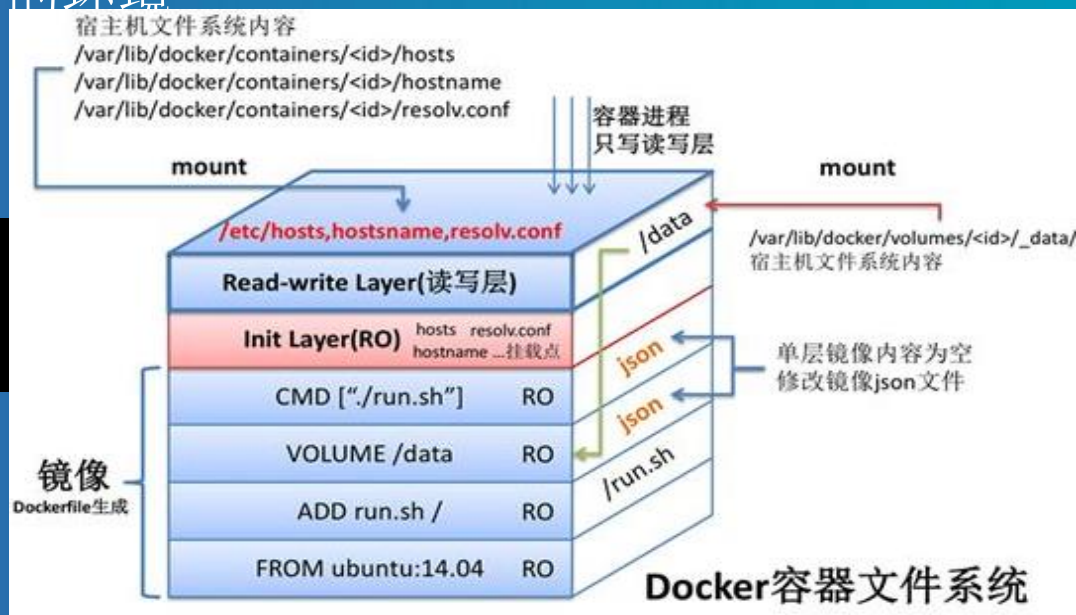 的环境
宿主机文件系统内容
/var/lib/docker/containers/<id>/hosts
/var/lib/docker/containers/<id>/hostname
/var/lib/docker/containers/<id>/resolv.conf
容器进程
只写读写层
mount
mount
/etc/hosts,hostsname,resolv.conf
/data
/var/lib/docker/volumes/<id>/_data/
宿主机文件系统内容
Read-write Layer(读写层)
Init Layer(RO)
hosts resolv.conf
hostname ...挂载点
json
单层镜像内容为空
修改镜像json文件
CMD ["./run.sh"] RO
json
VOLUME /data RO
/run.sh
镜像
Dockerfile生成
ADD run.sh / RO
FROM ubuntu:14.04 RO
Docker容器文件系统